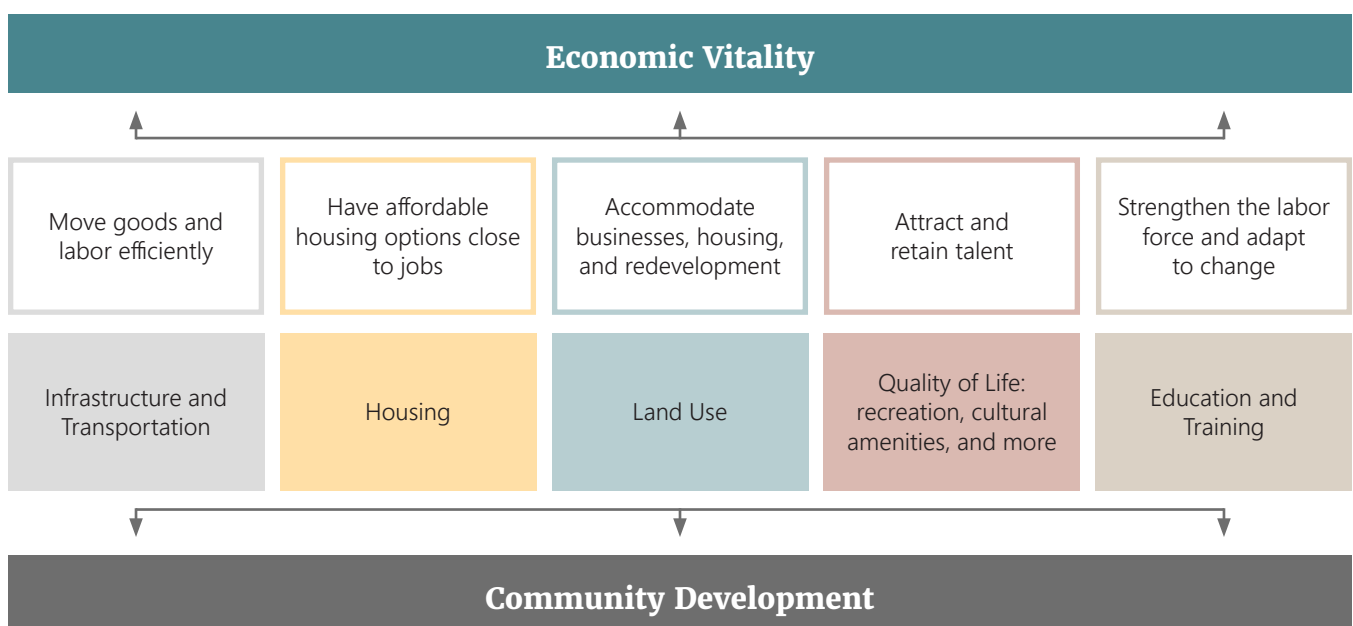 Economic Vitality
Move goods and
labor efficiently
Have affordable
housing options close
to jobs
Accommodate
businesses, housing,
and redevelopment
Attract and
retain talent
Strengthen the labor
force and adapt
to change
Infrastructure and
Transportation
Housing
Land Use
Quality of Life:
recreation, cultural
amenities, and more
Education and
Training
Community Development